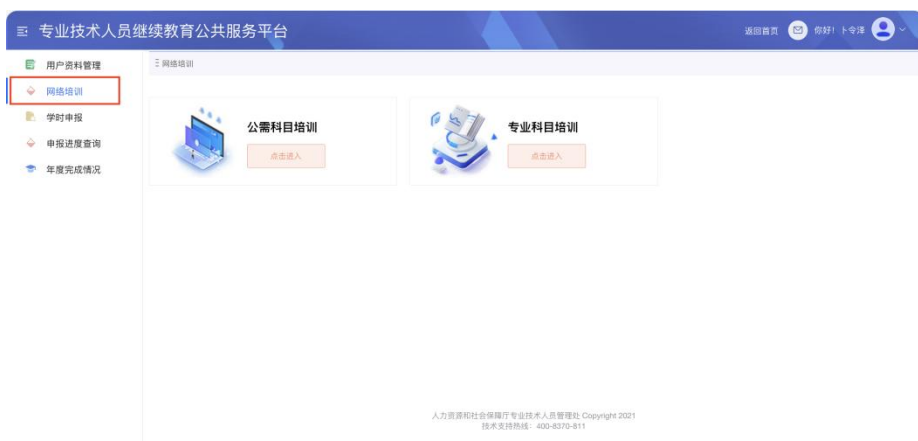 专业技术人员继续教育公共服务平台
返回首页 你好！卜令泽
用户资料管理
网络培训
学时申报
申报进度查询
年度完成情况
网络培训
公需科目培训
点击进入
专业科目培训
点击进入
人力资源和社会保障厅专业技术人员管理处 Copyright 2021
技术支持热线：400-8370-811